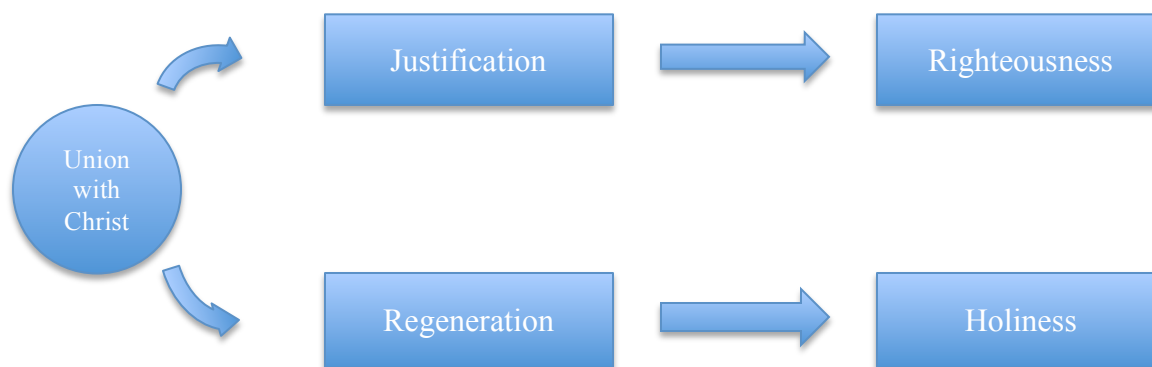 Justification
Righteousness
Union
with
Christ
Regeneration
Holiness